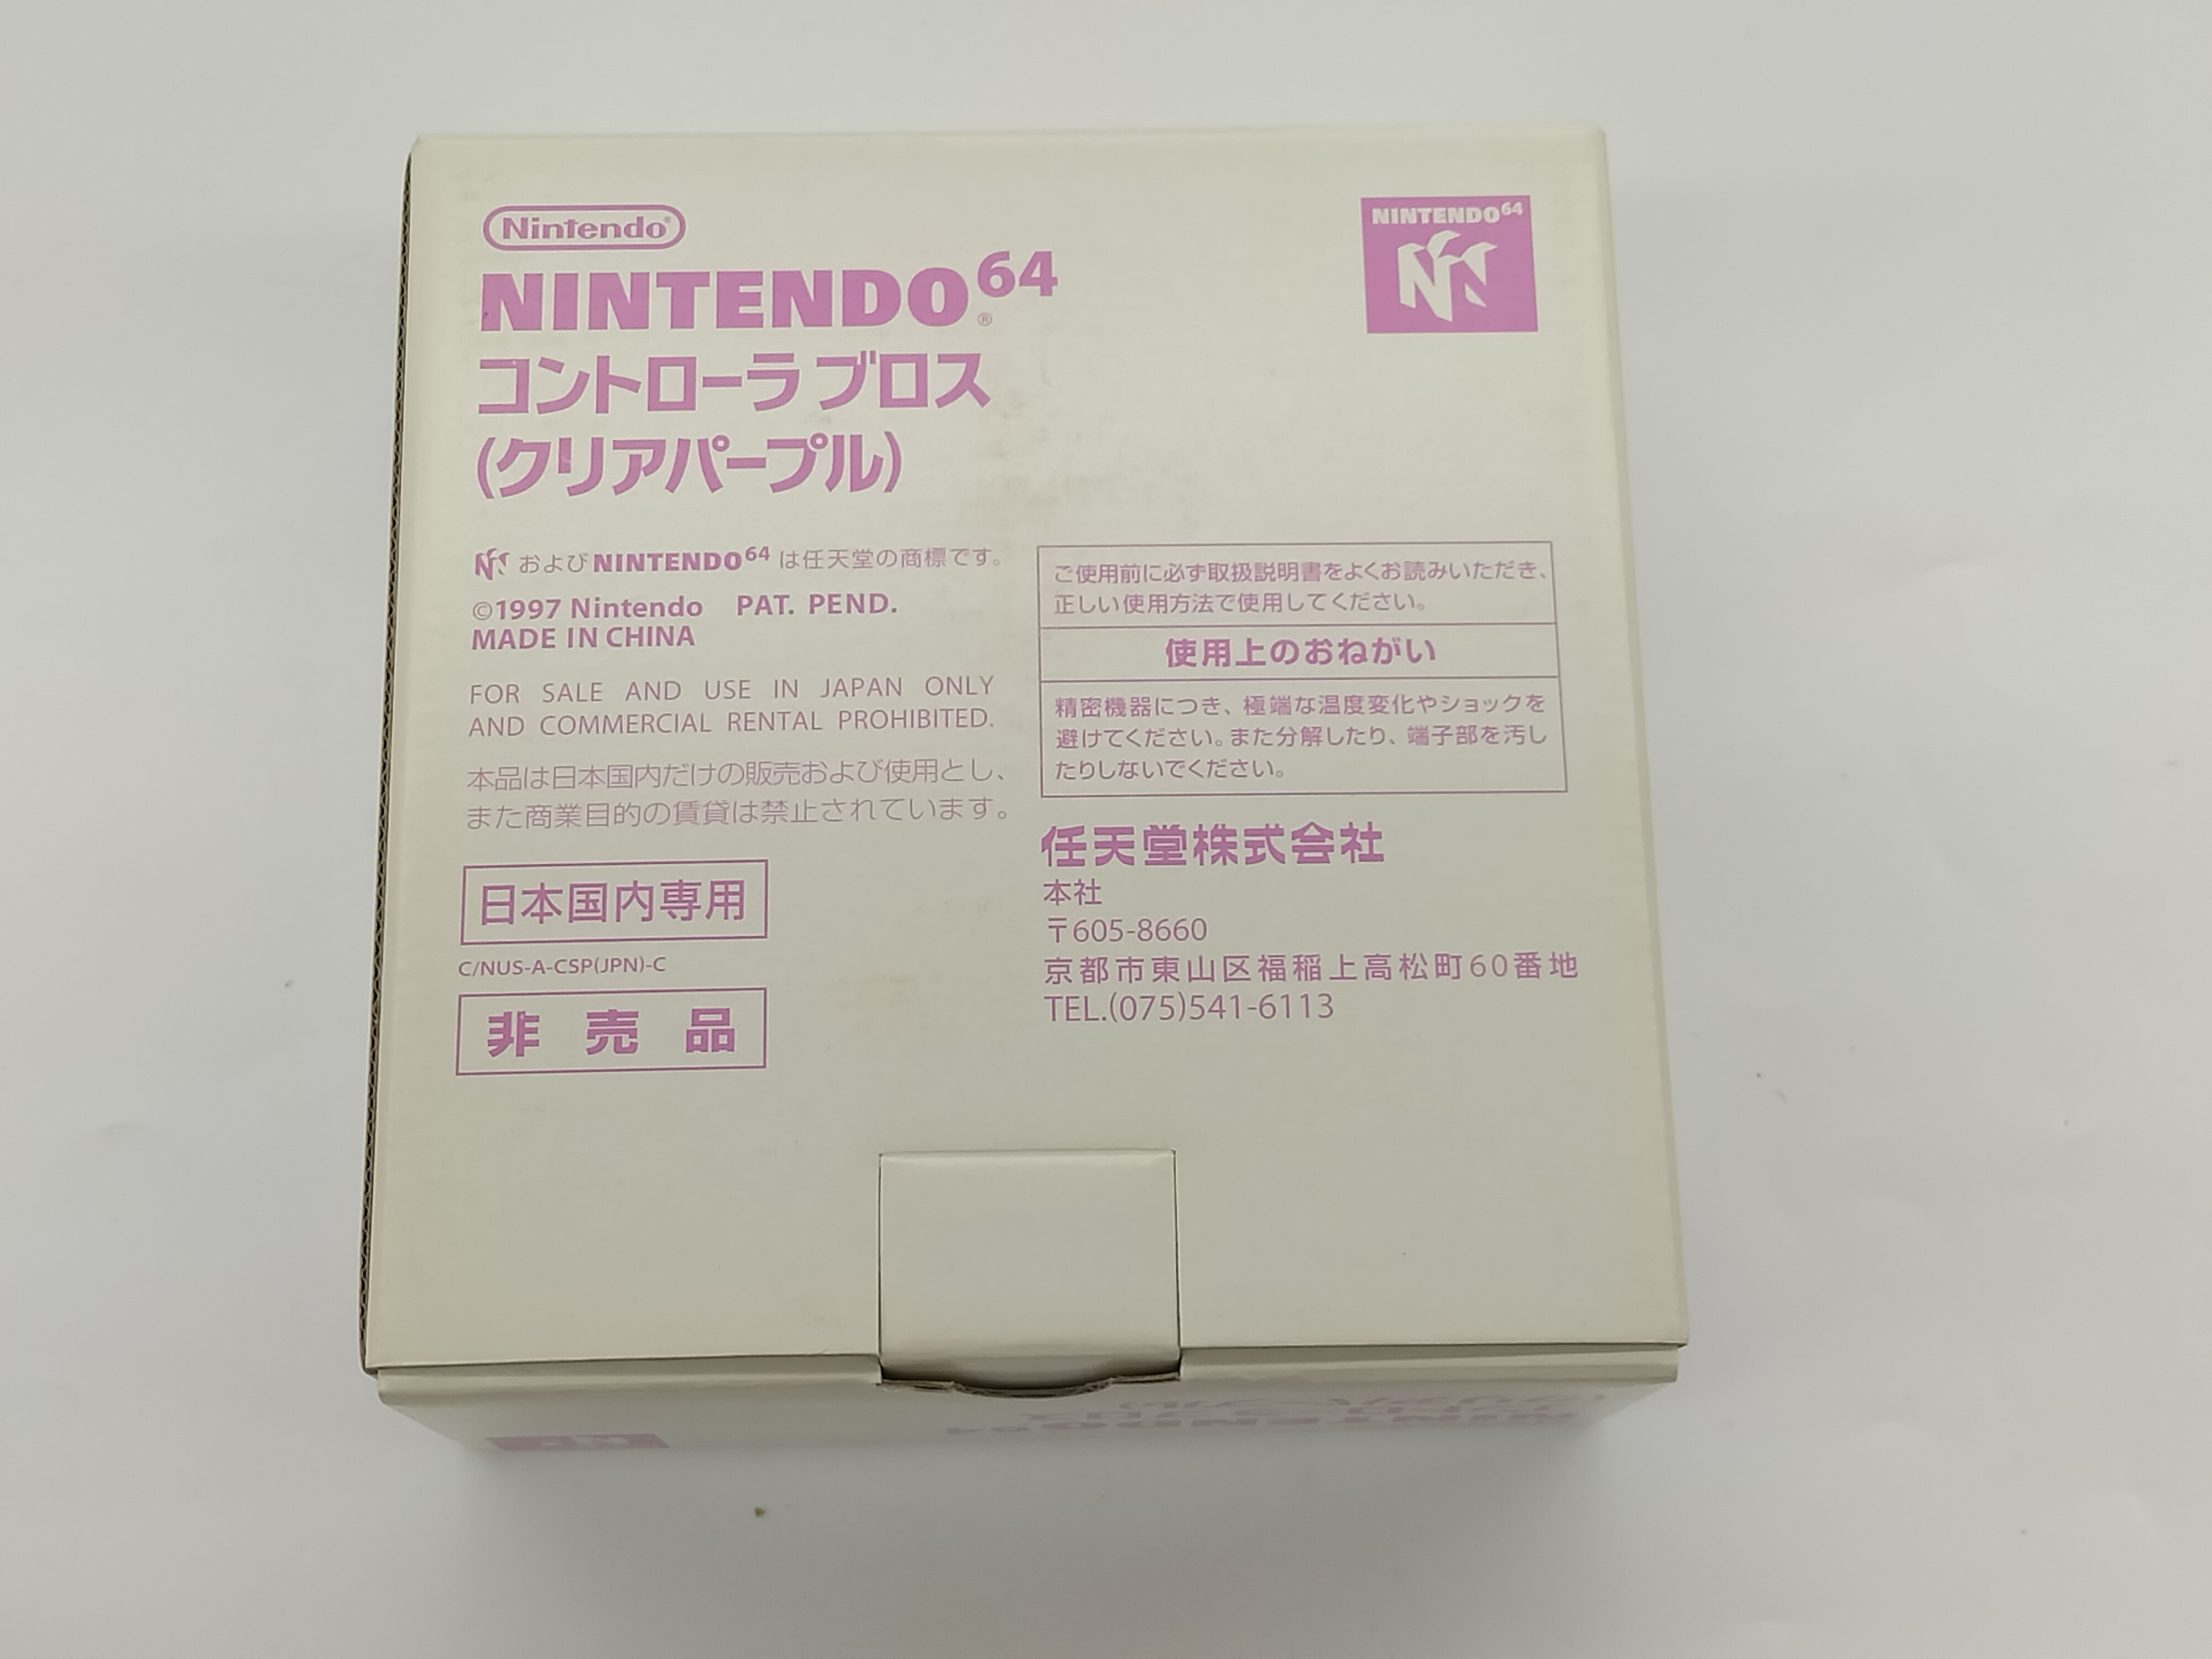 Nintendo®
NINTENDO64®
コントローラ ブロス
(クリアパープル)
NINTENDO64
および NINTENDO64 は任天堂の商標です。
©1997 Nintendo PAT. PEND.
MADE IN CHINA
FOR SALE AND USE IN JAPAN ONLY
AND COMMERCIAL RENTAL PROHIBITED.
本品は日本国内だけの販売および使用とし、
また商業目的の賃貸は禁止されています。
日本国内専用
C/NUS-A-CSP(JPN)-C
非売品
ご使用前に必ず取扱説明書をよくお読みいただき、
正しい使用方法で使用してください。
使用上のおねがい
精密機器につき、極端な温度変化やショックを
避けてください。また分解したり、端子部を汚し
たりしないでください。
任天堂株式会社
本社
〒605-8660
京都市東山区福稲上高松町60番地
TEL.(075)541-6113
NINTENDO64